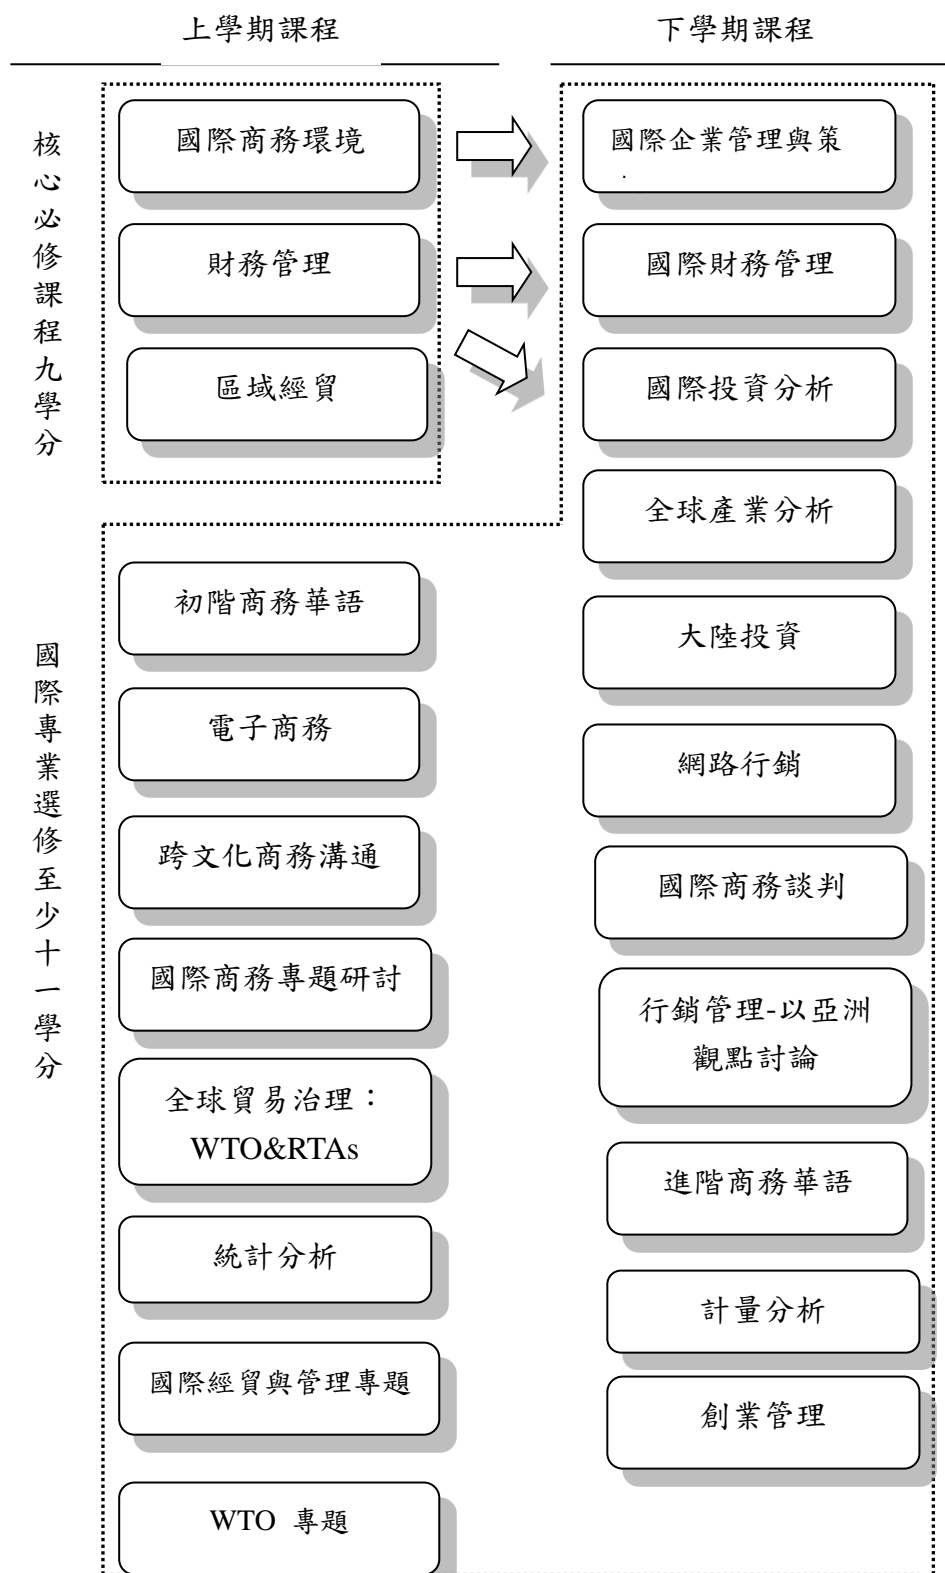 上學期課程
下學期課程
核心必修課程九學分
國際商務環境
財務管理
區域經貿
國際企業管理與策
國際財務管理
國際投資分析
全球產業分析
大陸投資
網路行銷
國際商務談判
行銷管理-以亞洲
觀點討論
進階商務華語
計量分析
創業管理
國際專業選修至少十一學分
初階商務華語
電子商務
跨文化商務溝通
國際商務專題研討
全球貿易治理：
WTO&RTAs
統計分析
國際經貿與管理專題
WTO 專題